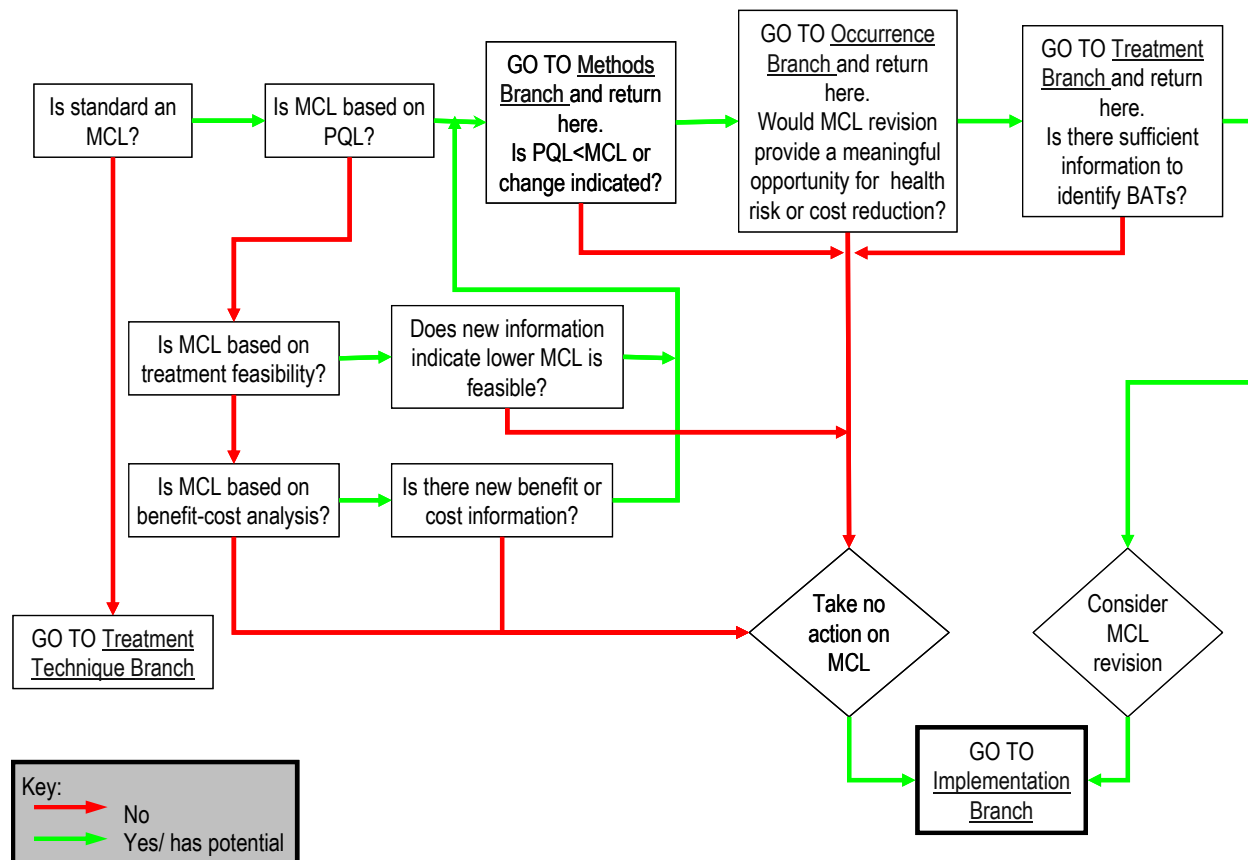 Is standard an
MCL?
Is MCL based on
PQL?
GO TO Methods
Branch and return
here.
Is PQL<MCL or
change indicated?
GO TO Occurrence
Branch and return
here.
Would MCL revision
provide a meaningful
opportunity for health
risk or cost reduction?
GO TO Treatment
Branch and return
here.
Is there sufficient
information to
identify BATs?
Is MCL based on
treatment feasibility?
Does new information
indicate lower MCL is
feasible?
Is MCL based on
benefit-cost analysis?
Is there new benefit or
cost information?
GO TO Treatment
Technique Branch
Take no
action on
MCL
Consider
MCL
revision
GO TO
Implementation
Branch
Key:
No
Yes/ has potential